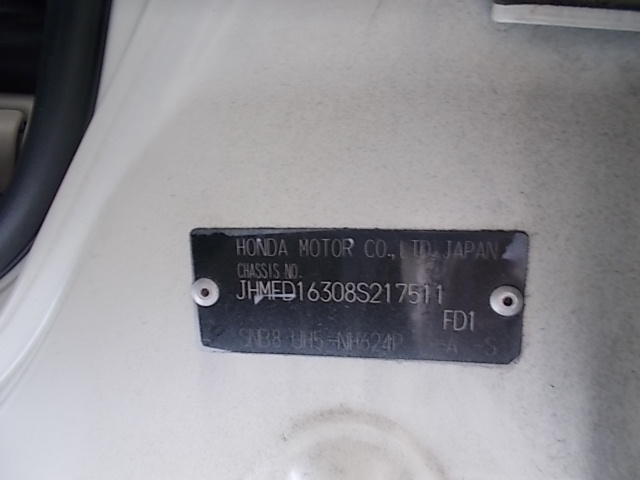 HONDA MOTOR CO.,LTD.JAPAN
CHASSIS NO.
JHMFD16308S217511
FD1
SNB8 UH5-NH624P -A -S